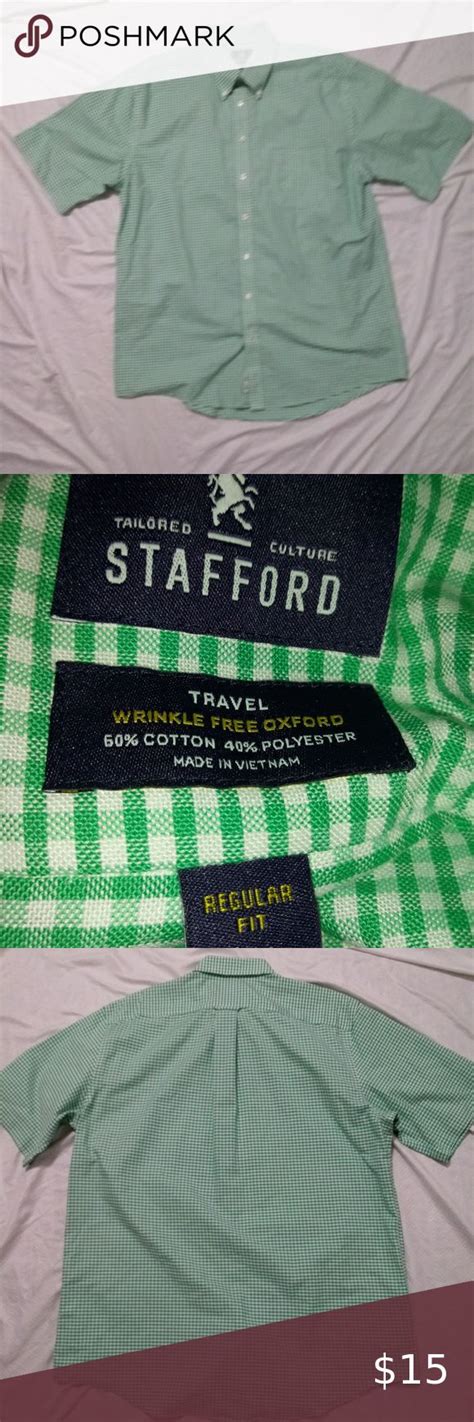 POSHMARK
TAILORED CULTURE
STAFFORD
TRAVEL
WRINKLE FREE OXFORD
60% COTTON 40% POLYESTER
MADE IN VIETNAM
REGULAR
FIT
$15